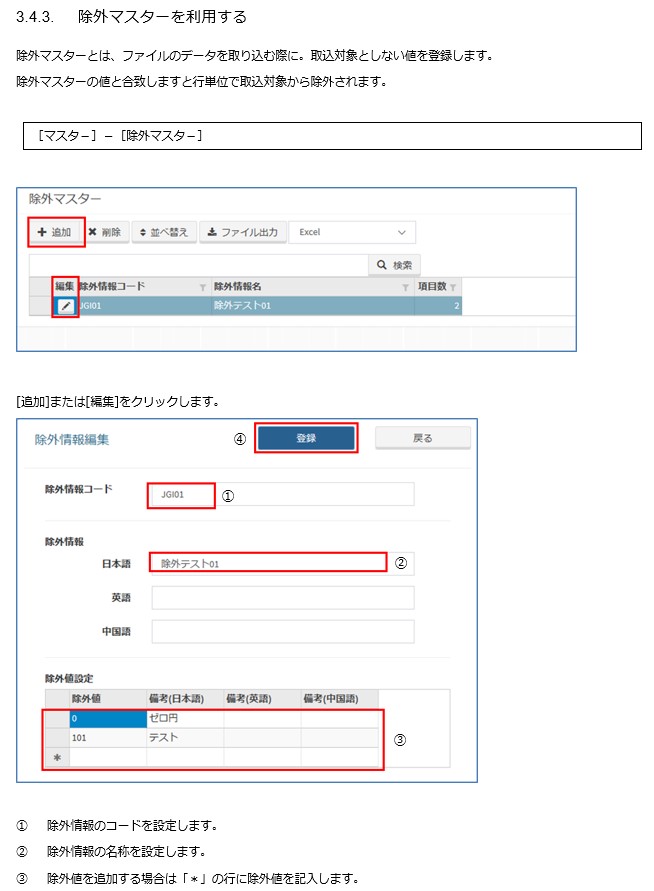 3.4.3. 除外マスターを利用する
除外マスターとは、ファイルのデータを取り込む際に。取込対象としない値を登録します。
除外マスターの値と合致しますと行単位で取込対象から除外されます。
［マスター］－［除外マスター］
除外マスター
＋ 追加 ✖ 削除 並べ替え ファイル出力 Excel
検索
編集 除外情報コード 除外情報名 項目数
JGI01 除外テスト01 2
[追加]または[編集]をクリックします。
除外情報編集 ④ 登録 戻る
除外情報コード JGI01 ①
除外情報
日本語 除外テスト01 ②
英語
中国語
除外値設定
除外値 備考(日本語) 備考(英語) 備考(中国語)
0 ゼロ円
101 テスト
＊
③
① 除外情報のコードを設定します。
② 除外情報の名称を設定します。
③ 除外値を追加する場合は「＊」の行に除外値を記入します。